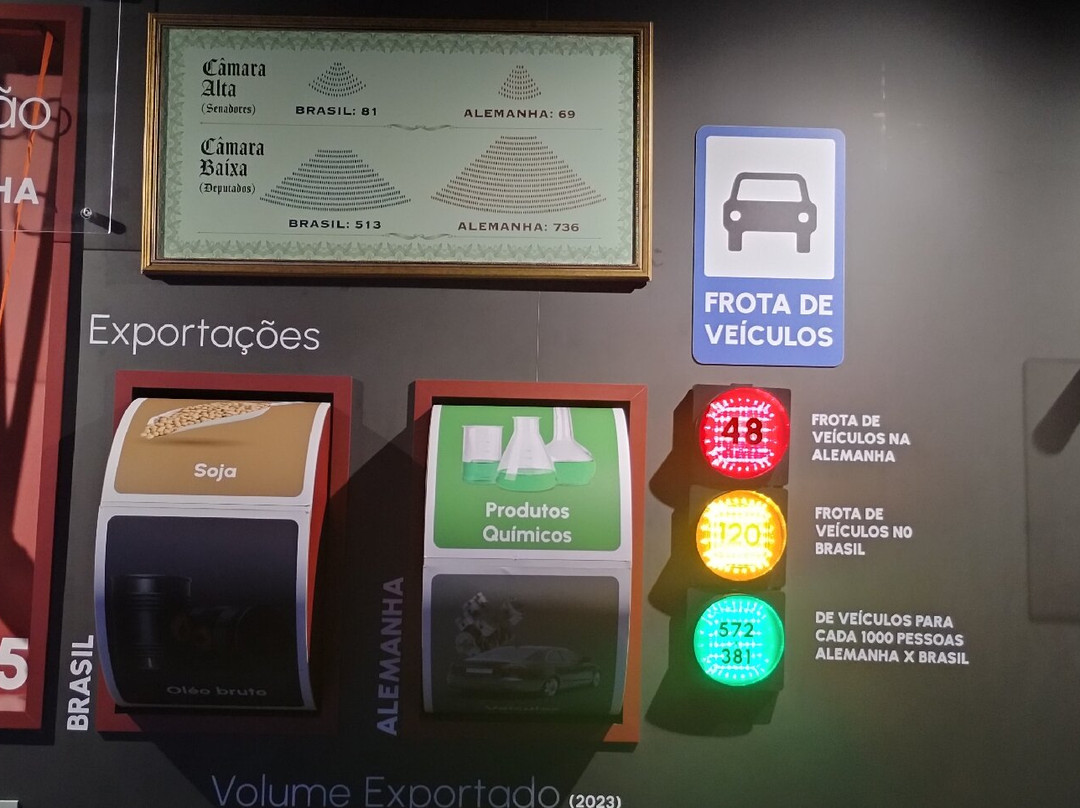 ão
HA
5
Câmara
Alta
(Senadores)
BRASIL: 81
ALEMANHA: 69
Câmara
Baixa
(Deputados)
BRASIL: 513
ALEMANHA: 736
Exportações
BRASIL
Soja
Oléo bruto
ALEMANHA
Produtos
Químicos
Volume Exportado (2023)
FROTA DE
VEÍCULOS
48
FROTA DE
VEÍCULOS NA
ALEMANHA
120
FROTA DE
VEÍCULOS NO
BRASIL
572
381
DE VEÍCULOS PARA
CADA 1000 PESSOAS
ALEMANHA X BRASIL